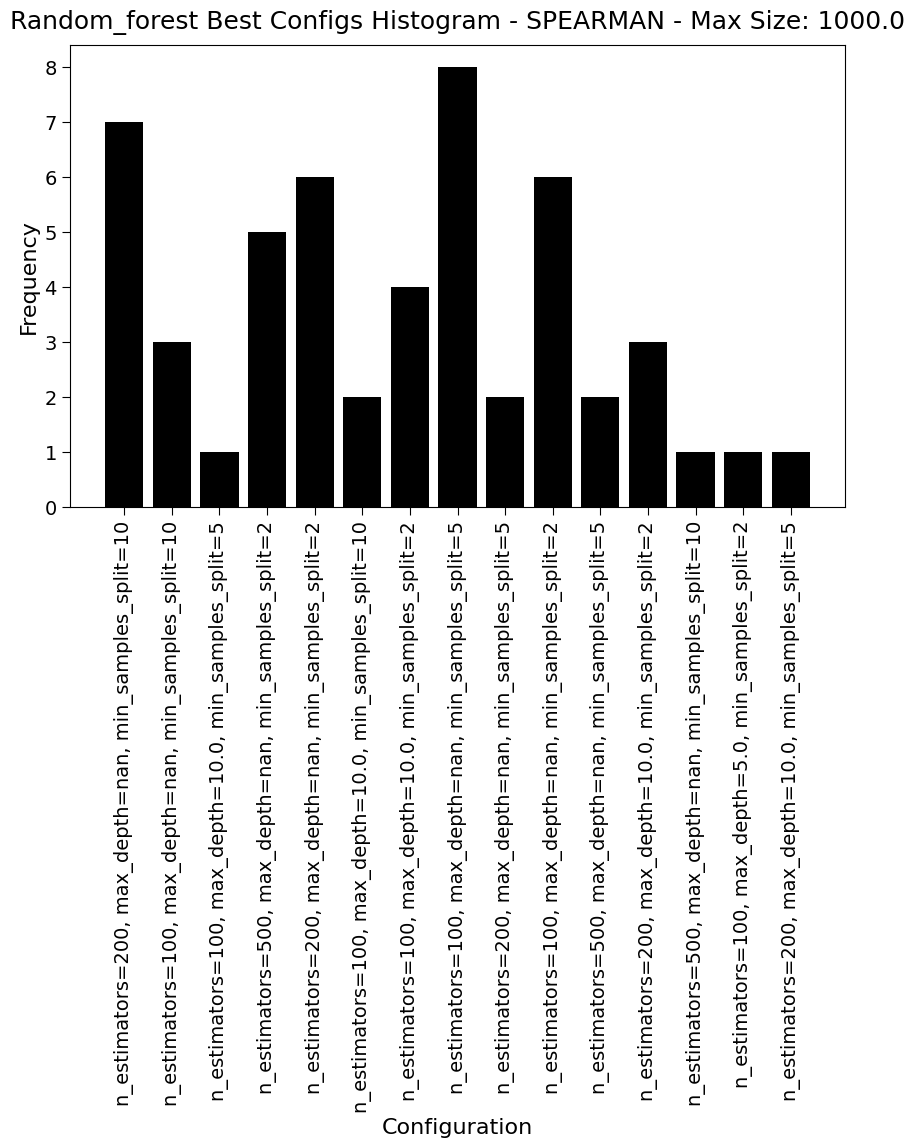 Random_forest Best Configs Histogram - SPEARMAN - Max Size: 1000.0
Frequency
8
7
6
5
4
3
2
1
0
n_estimators=200, max_depth=nan, min_samples_split=10
n_estimators=100, max_depth=nan, min_samples_split=10
n_estimators=100, max_depth=10.0, min_samples_split=5
n_estimators=500, max_depth=nan, min_samples_split=2
n_estimators=200, max_depth=nan, min_samples_split=2
n_estimators=100, max_depth=10.0, min_samples_split=10
n_estimators=100, max_depth=10.0, min_samples_split=2
n_estimators=100, max_depth=nan, min_samples_split=5
n_estimators=200, max_depth=nan, min_samples_split=5
n_estimators=100, max_depth=nan, min_samples_split=2
n_estimators=500, max_depth=nan, min_samples_split=5
n_estimators=200, max_depth=10.0, min_samples_split=2
n_estimators=500, max_depth=nan, min_samples_split=10
n_estimators=100, max_depth=5.0, min_samples_split=2
n_estimators=200, max_depth=10.0, min_samples_split=5
Configuration